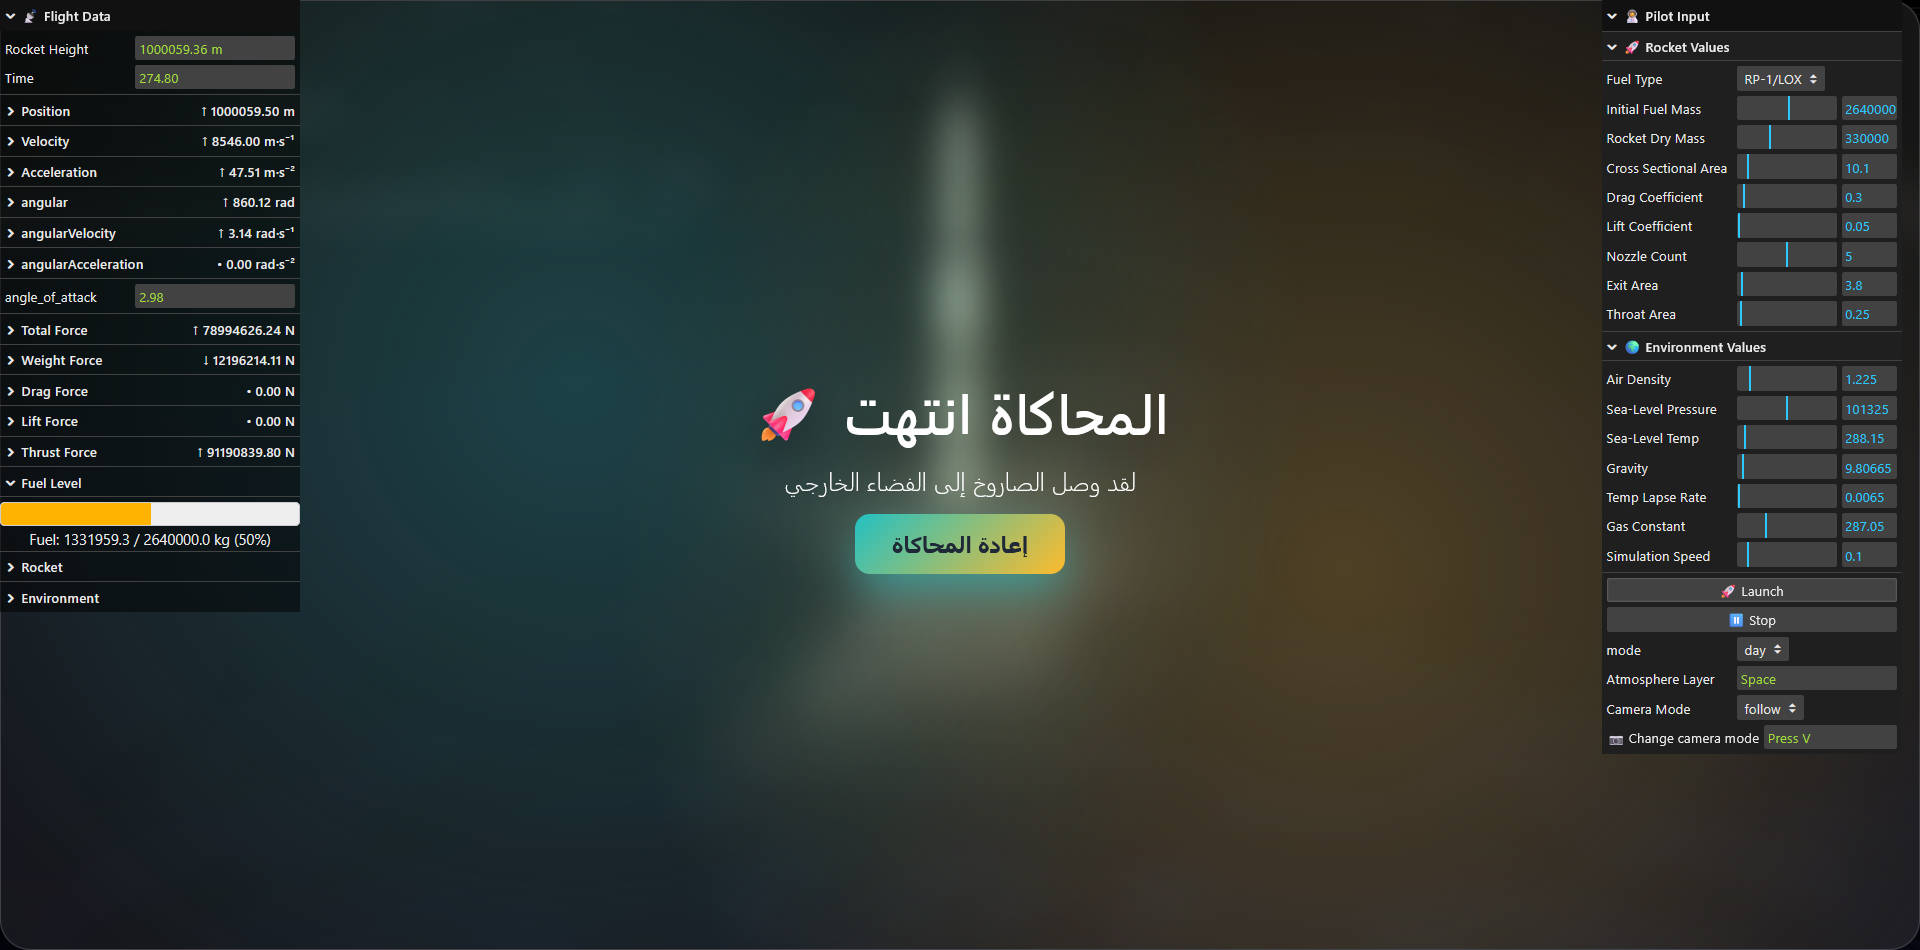 Flight Data
Rocket Height 1000059.36 m
Time 274.80
Position ↑ 1000059.50 m
Velocity ↑ 8546.00 m·s⁻¹
Acceleration ↑ 47.51 m·s⁻²
angular ↑ 860.12 rad
angularVelocity ↑ 3.14 rad·s⁻¹
angularAcceleration • 0.00 rad·s⁻²
angle_of_attack 2.98
Total Force ↑ 78994626.24 N
Weight Force ↓ 12196214.11 N
Drag Force • 0.00 N
Lift Force • 0.00 N
Thrust Force ↑ 91190839.80 N
Fuel Level
Fuel: 1331959.3 / 2640000.0 kg (50%)
Rocket
Environment
المحاكاة انتهت 🚀
لقد وصل الصاروخ إلى الفضاء الخارجي
إعادة المحاكاة
Pilot Input
Rocket Values
Fuel Type RP-1/LOX
Initial Fuel Mass 2640000
Rocket Dry Mass 330000
Cross Sectional Area 10.1
Drag Coefficient 0.3
Lift Coefficient 0.05
Nozzle Count 5
Exit Area 3.8
Throat Area 0.25
Environment Values
Air Density 1.225
Sea-Level Pressure 101325
Sea-Level Temp 288.15
Gravity 9.80665
Temp Lapse Rate 0.0065
Gas Constant 287.05
Simulation Speed 0.1
🚀 Launch
⏸ Stop
mode day
Atmosphere Layer Space
Camera Mode follow
📷 Change camera mode Press V